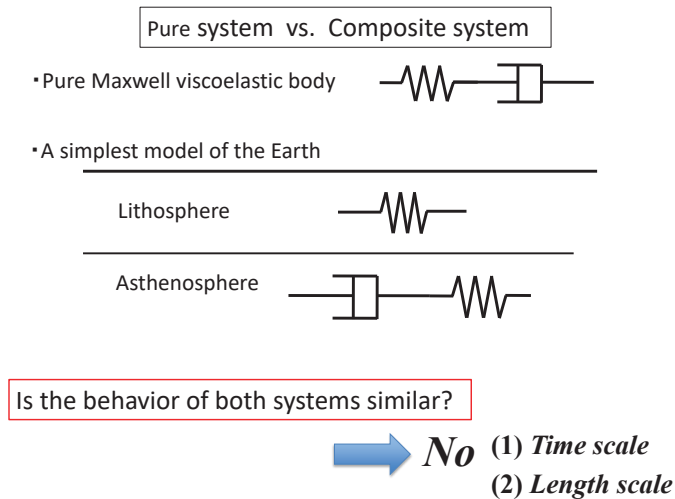 Pure system vs. Composite system
・Pure Maxwell viscoelastic body
・A simplest model of the Earth
Lithosphere
Asthenosphere
Is the behavior of both systems similar?
No (1) Time scale
(2) Length scale